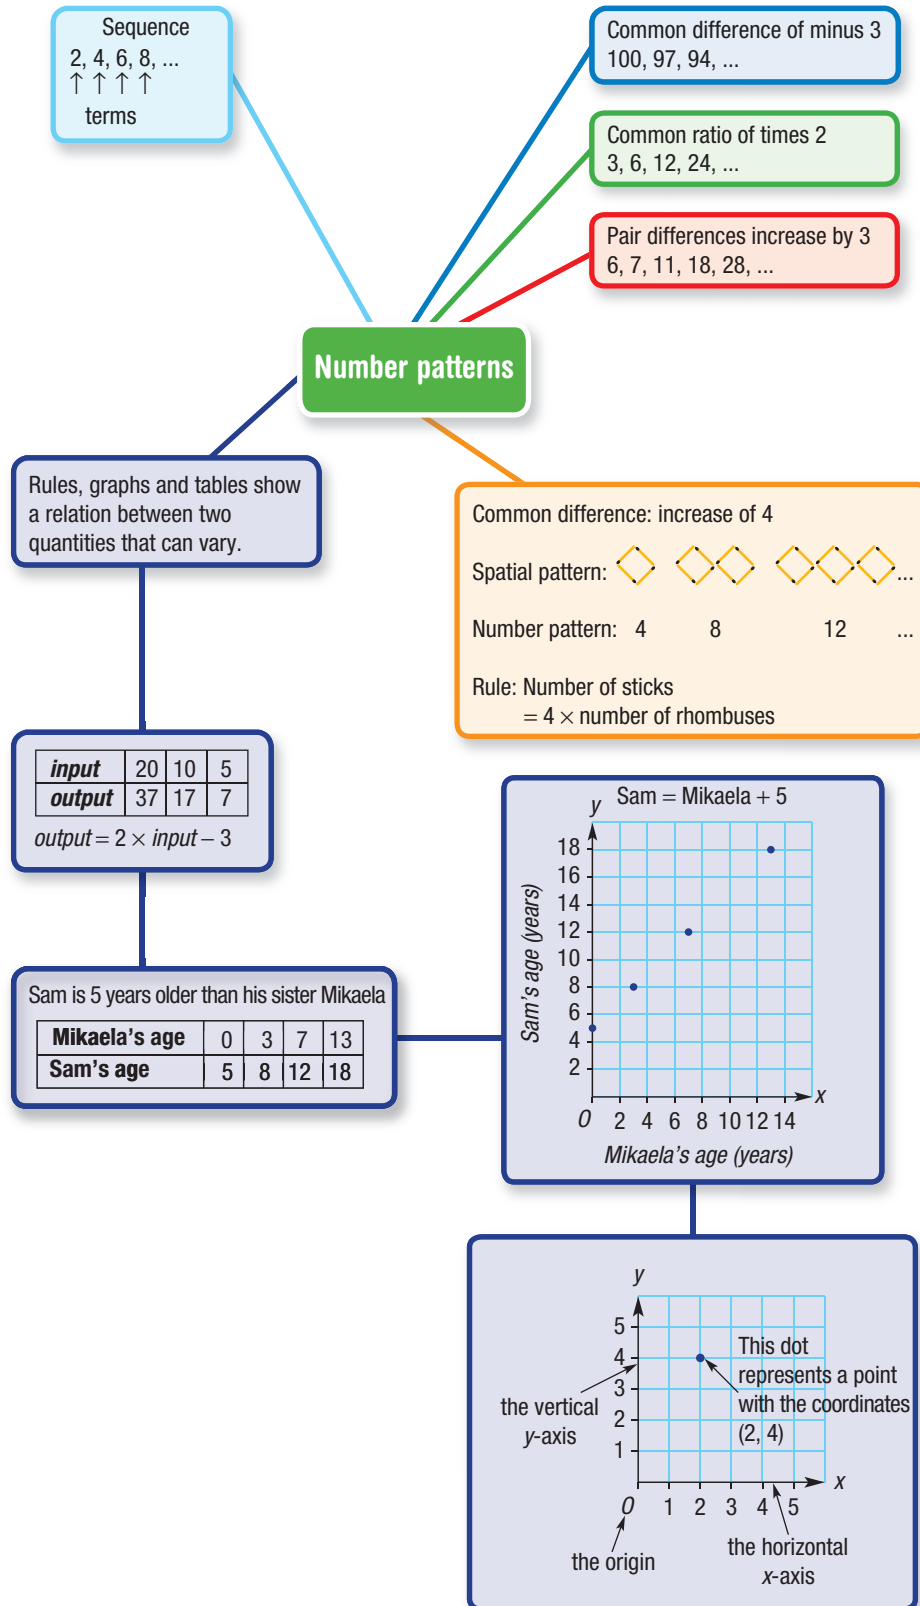 Sequence
2, 4, 6, 8, ...
↑ ↑ ↑ ↑
terms
Common difference of minus 3
100, 97, 94, ...
Common ratio of times 2
3, 6, 12, 24, ...
Pair differences increase by 3
6, 7, 11, 18, 28, ...
Number patterns
Rules, graphs and tables show
a relation between two
quantities that can vary.
Common difference: increase of 4
Spatial pattern: ...
Number pattern: 4 8 12 ...
Rule: Number of sticks
= 4 × number of rhombuses
input 20 10 5
output 37 17 7
output = 2 × input – 3
Sam is 5 years older than his sister Mikaela
Mikaela's age 0 3 7 13
Sam's age 5 8 12 18
Sam = Mikaela + 5
y
18
16
14
12
10
8
6
4
2
Sam's age (years)
x
0 2 4 6 8 10 12 14
Mikaela's age (years)
y
5
4
3
2
1
This dot
represents a point
with the coordinates
(2, 4)
the vertical
y-axis
x
0 1 2 3 4 5
the origin
the horizontal
x-axis